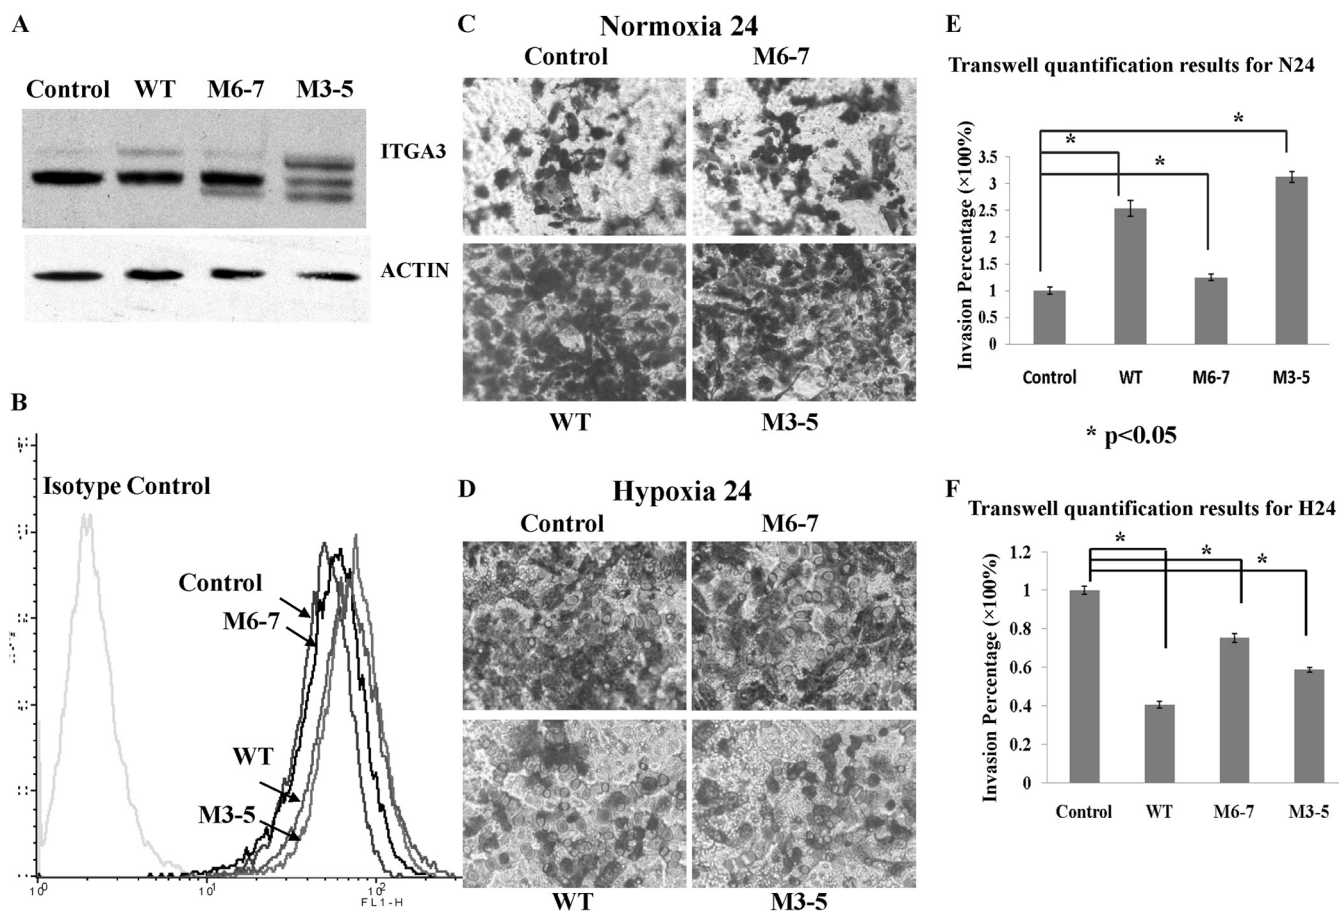 A
Control WT M6-7 M3-5
ITGA3
ACTIN
B
Isotype Control
Control
M6-7
WT
M3-5
10⁰ 10¹ 10²
FL1-H
C
Normoxia 24
Control M6-7
WT M3-5
D
Hypoxia 24
Control M6-7
WT M3-5
E
Transwell quantification results for N24
Invasion Percentage (×100%)
3.5
3
2.5
2
1.5
1
0.5
0
* * *
Control WT M6-7 M3-5
* p<0.05
F
Transwell quantification results for H24
Invasion Percentage (×100%)
1.2
1
0.8
0.6
0.4
0.2
0
* * *
Control WT M6-7 M3-5